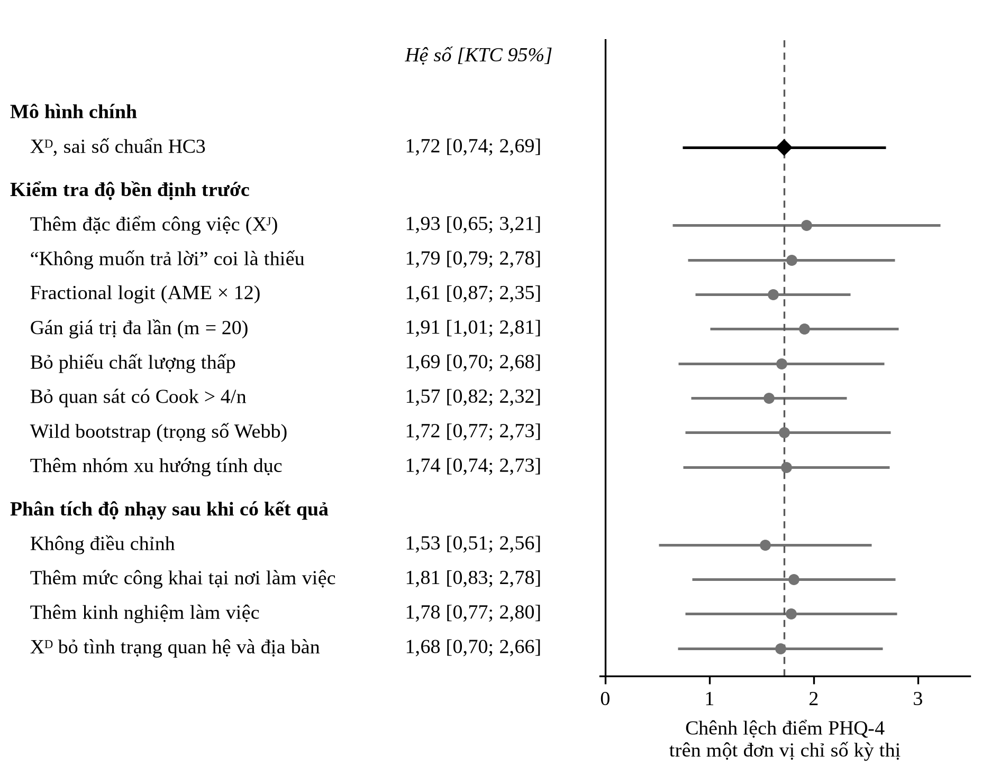 Hệ số [KTC 95%]
Mô hình chính
Xᴰ, sai số chuẩn HC3 1,72 [0,74; 2,69]
Kiểm tra độ bền định trước
Thêm đặc điểm công việc (Xᴶ) 1,93 [0,65; 3,21]
“Không muốn trả lời” coi là thiếu 1,79 [0,79; 2,78]
Fractional logit (AME × 12) 1,61 [0,87; 2,35]
Gán giá trị đa lần (m = 20) 1,91 [1,01; 2,81]
Bỏ phiếu chất lượng thấp 1,69 [0,70; 2,68]
Bỏ quan sát có Cook > 4/n 1,57 [0,82; 2,32]
Wild bootstrap (trọng số Webb) 1,72 [0,77; 2,73]
Thêm nhóm xu hướng tính dục 1,74 [0,74; 2,73]
Phân tích độ nhạy sau khi có kết quả
Không điều chỉnh 1,53 [0,51; 2,56]
Thêm mức công khai tại nơi làm việc 1,81 [0,83; 2,78]
Thêm kinh nghiệm làm việc 1,78 [0,77; 2,80]
Xᴰ bỏ tình trạng quan hệ và địa bàn 1,68 [0,70; 2,66]
0 1 2 3
Chênh lệch điểm PHQ-4
trên một đơn vị chỉ số kỳ thị